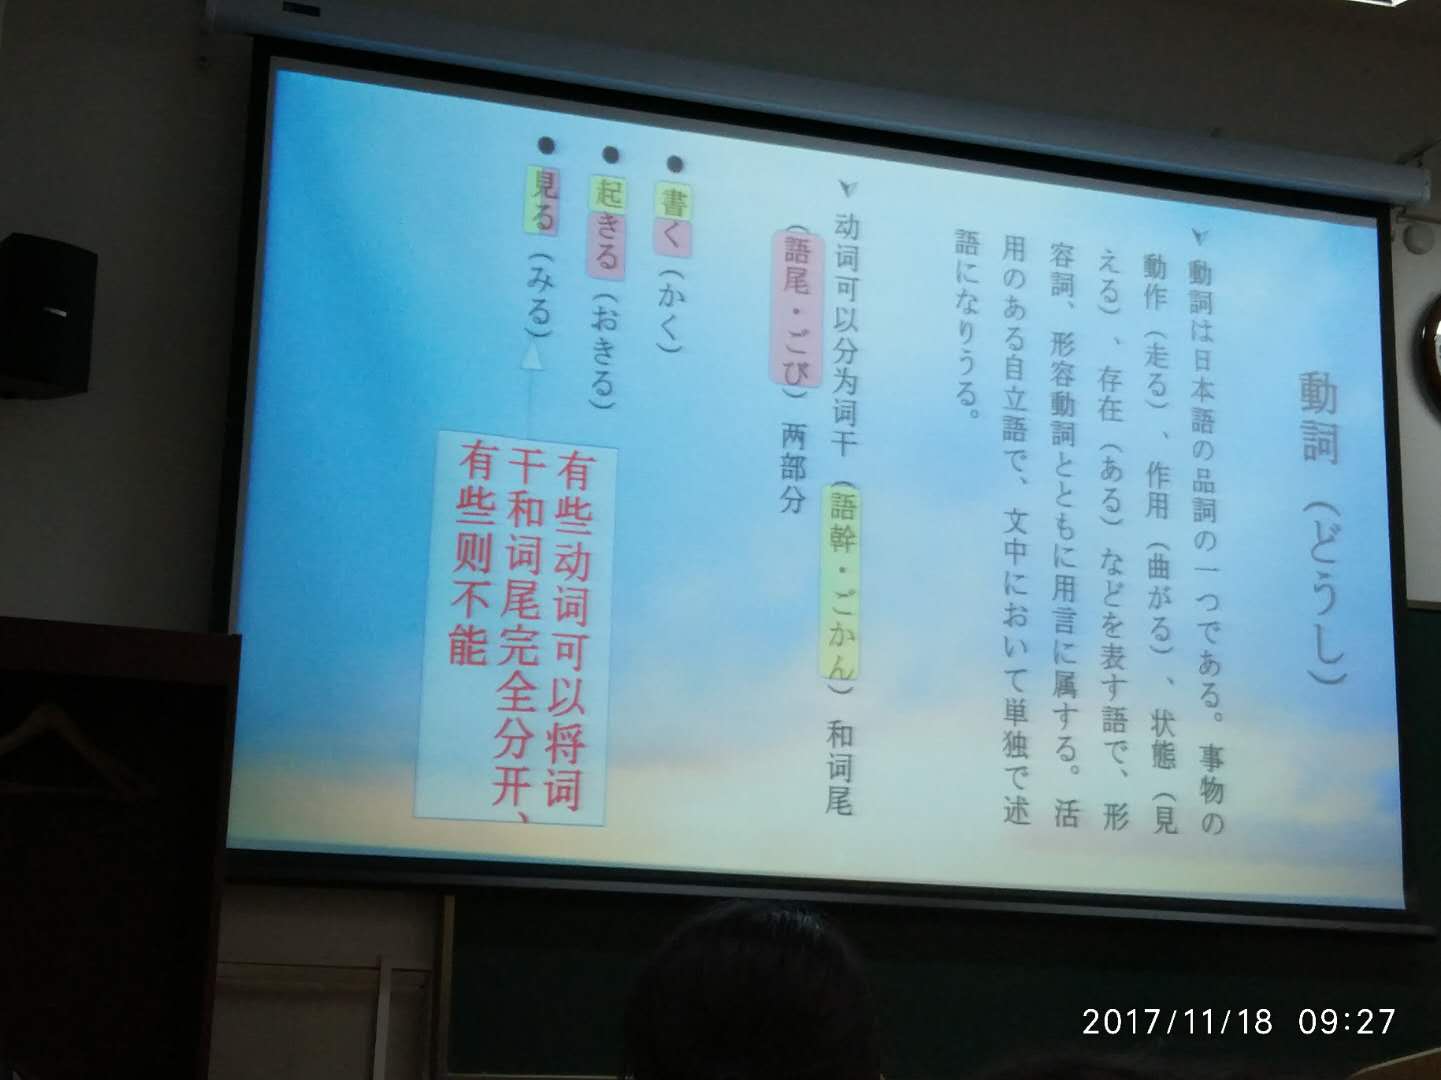 動詞（どうし）
動詞は日本語の品詞の一つである。事物の
動作（走る）、作用（曲がる）、状態（見
える）、存在（ある）などを表す語で、形
容詞、形容動詞とともに用言に属する。活
用のある自立語で、文中において単独で述
語になりうる。
动词可以分为词干（語幹・ごかん）和词尾
（語尾・ごび）两部分
書く（かく）
起きる（おきる）
見る（みる）
有些动词可以将词
干和词尾完全分开、
有些则不能
2017/11/18 09:27